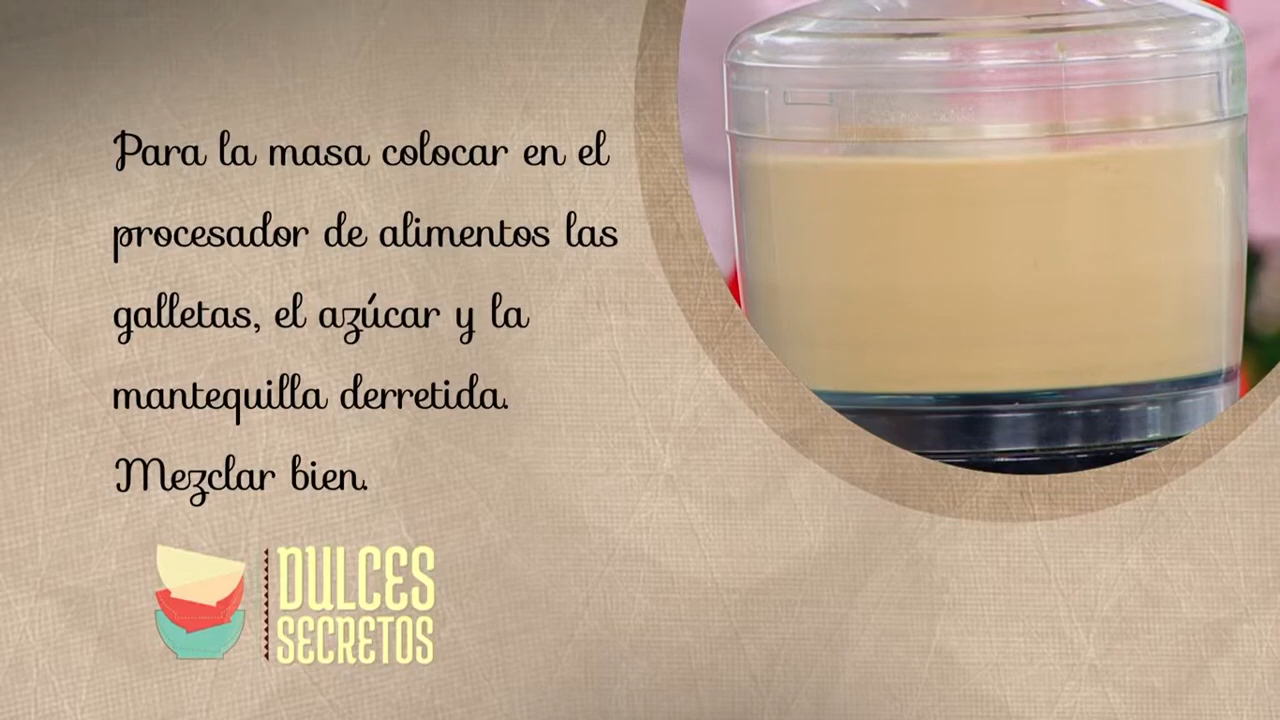 Para la masa colocar en el
procesador de alimentos las
galletas, el azúcar y la
mantequilla derretida.
Mezclar bien.
DULCES
SECRETOS